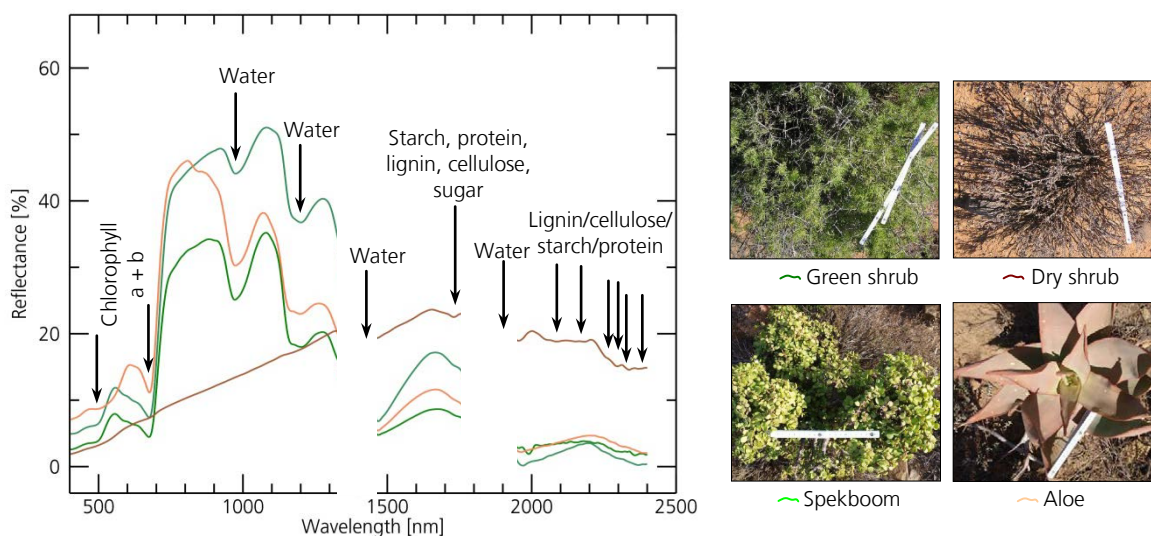 60
40
20
0
Reflectance [%]
500
1000
1500
2000
2500
Wavelength [nm]
Chlorophyll
a + b
Water
Water
Water
Starch, protein,
lignin, cellulose,
sugar
Water
Lignin/cellulose/
starch/protein
Green shrub
Dry shrub
Spekboom
Aloe